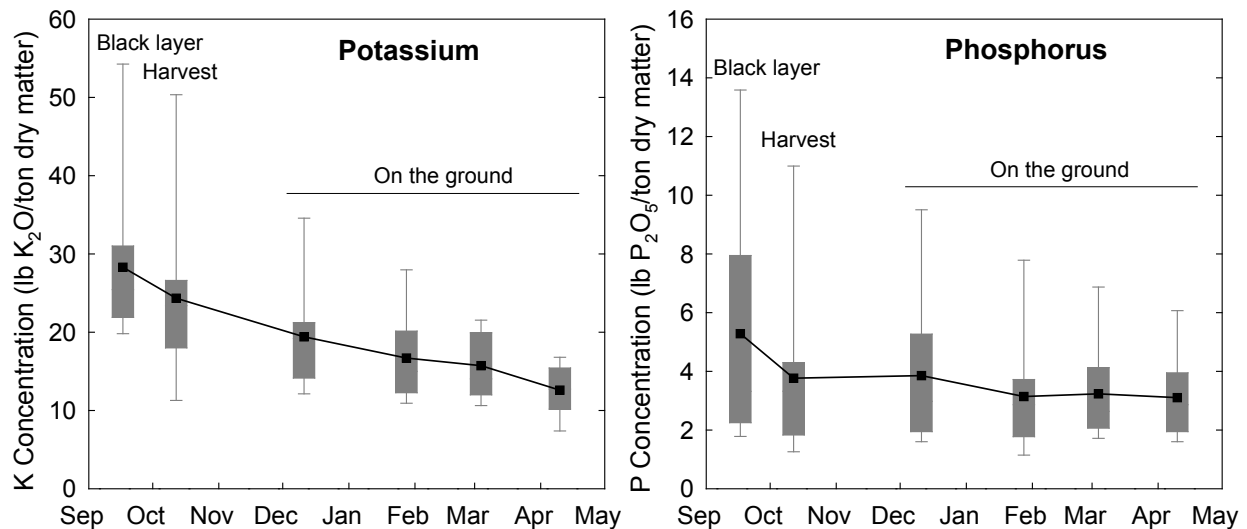 K Concentration (lb K₂O/ton dry matter)
60
50
40
30
20
10
0
Potassium
Black layer
Harvest
On the ground
Sep Oct Nov Dec Jan Feb Mar Apr May
P Concentration (lb P₂O₅/ton dry matter)
16
14
12
10
8
6
4
2
0
Phosphorus
Black layer
Harvest
On the ground
Sep Oct Nov Dec Jan Feb Mar Apr May